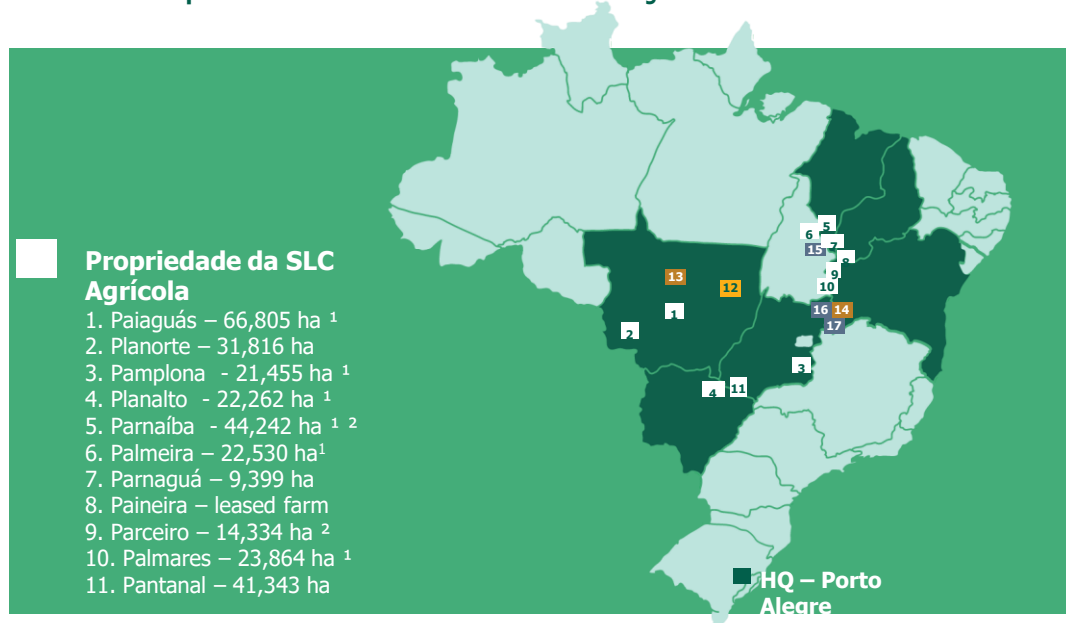 Propriedade da SLC
Agrícola
1. Paiaguás – 66,805 ha ¹
2. Planorte – 31,816 ha
3. Pamplona - 21,455 ha ¹
4. Planalto - 22,262 ha ¹
5. Parnaíba - 44,242 ha ¹ ²
6. Palmeira – 22,530 ha¹
7. Parnaguá – 9,399 ha
8. Paineira – leased farm
9. Parceiro – 14,334 ha ²
10. Palmares – 23,864 ha ¹
11. Pantanal – 41,343 ha
5
6
7
15
8
9
10
13
12
16 14
1
17
2
3
4
11
HQ – Porto
Alegre